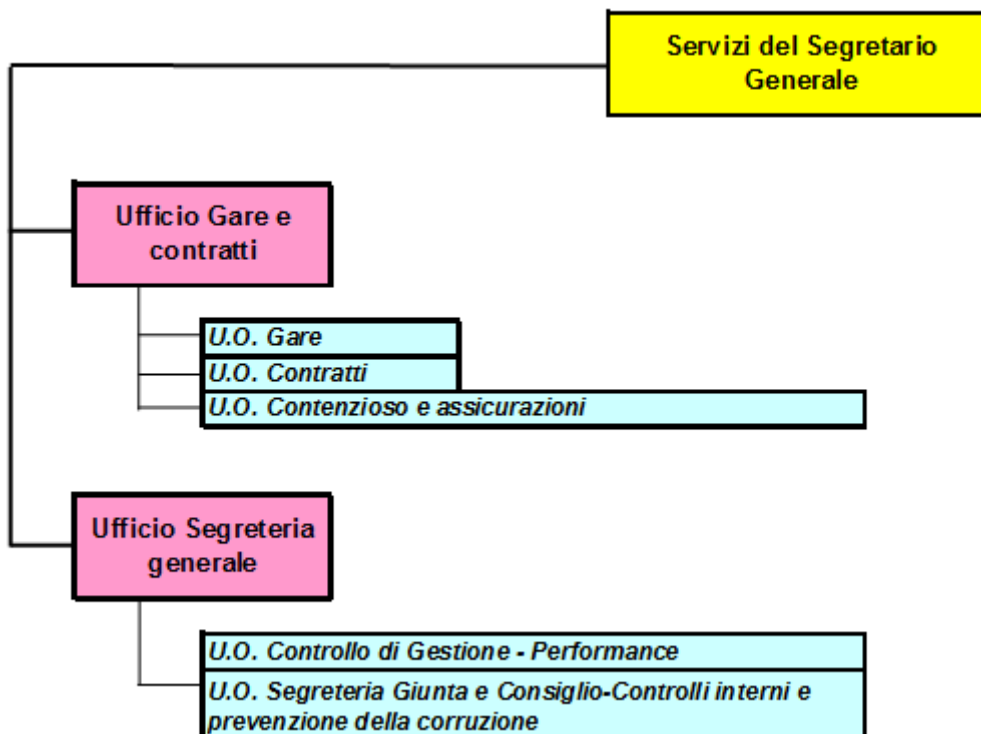 Servizi del Segretario
Generale
Ufficio Gare e
contratti
U.O. Gare
U.O. Contratti
U.O. Contenzioso e assicurazioni
Ufficio Segreteria
generale
U.O. Controllo di Gestione - Performance
U.O. Segreteria Giunta e Consiglio-Controlli interni e
prevenzione della corruzione